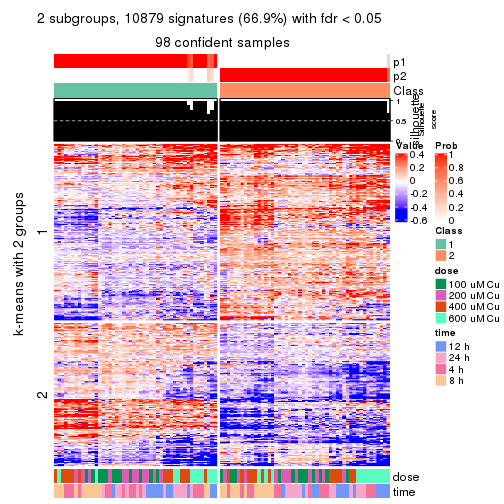 2 subgroups, 10879 signatures (66.9%) with fdr < 0.05
98 confident samples
p1
p2
Class
1
0.5
0
Silhouette
score
k-means with 2 groups
1
2
Value
0.4
0.2
0
-0.2
-0.4
-0.6
Prob
1
0.8
0.6
0.4
0.2
0
Class
1
2
dose
100 uM Cu
200 uM Cu
400 uM Cu
600 uM Cu
time
12 h
24 h
4 h
8 h
dose
time